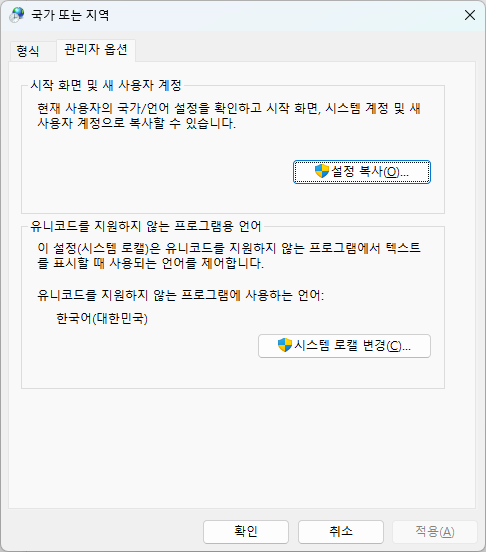 국가 또는 지역
형식
관리자 옵션
시작 화면 및 새 사용자 계정
현재 사용자의 국가/언어 설정을 확인하고 시작 화면, 시스템 계정 및 새
사용자 계정으로 복사할 수 있습니다.
설정 복사(O)...
유니코드를 지원하지 않는 프로그램용 언어
이 설정(시스템 로캘)은 유니코드를 지원하지 않는 프로그램에서 텍스트
를 표시할 때 사용되는 언어를 제어합니다.
유니코드를 지원하지 않는 프로그램에 사용하는 언어:
한국어(대한민국)
시스템 로캘 변경(C)...
확인
취소
적용(A)